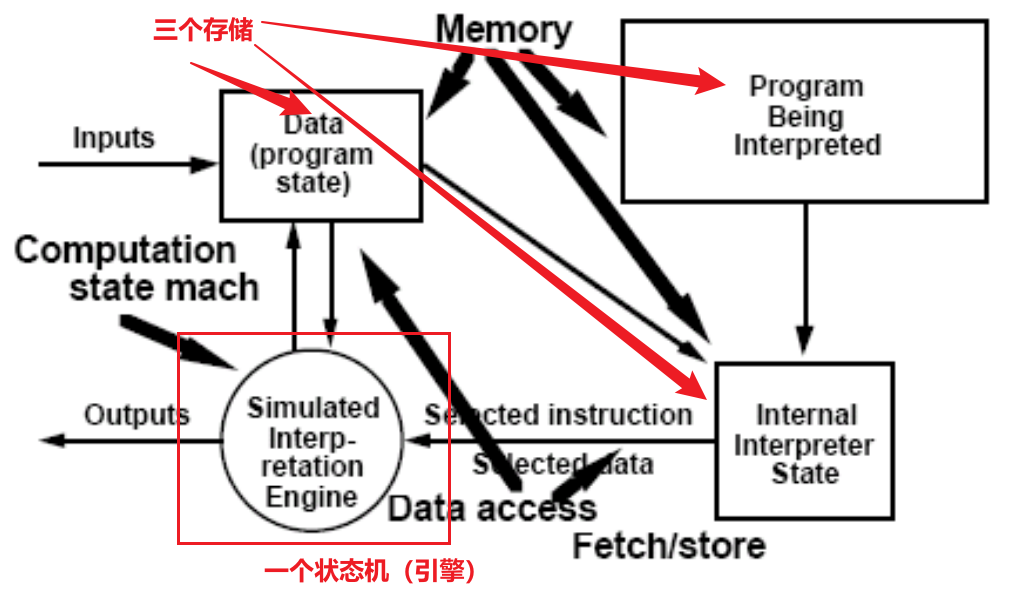 三个存储
Memory
Program
Being
Interpreted
Inputs
Data
(program
state)
Computation
state mach
Outputs
Simulated
Interp-
retation
Engine
Selected instruction
Selected data
Internal
Interpreter
State
Data access
Fetch/store
一个状态机（引擎）